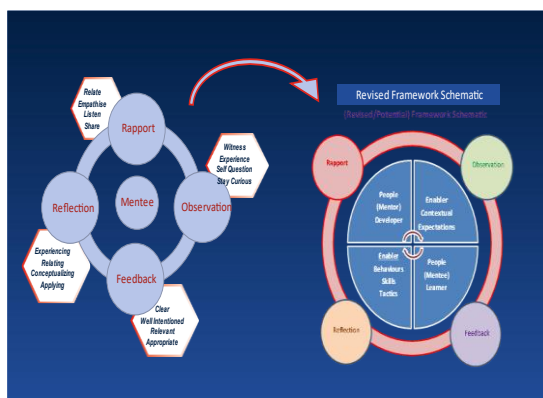 Relate
Empathise
Listen
Share
Rapport
Witness
Experience
Self Question
Stay Curious
Mentee
Reflection
Observation
Experiencing
Relating
Conceptualizing
Applying
Feedback
Clear
Well Intentioned
Relevant
Appropriate
Revised Framework Schematic
(Revised/Potential) Framework Schematic
Rapport
Observation
People
(Mentor)
Developer
Enabler
Contextual
Expectations
Enabler
Behaviours
Skills
Tactics
People
(Mentee)
Learner
Reflection
Feedback